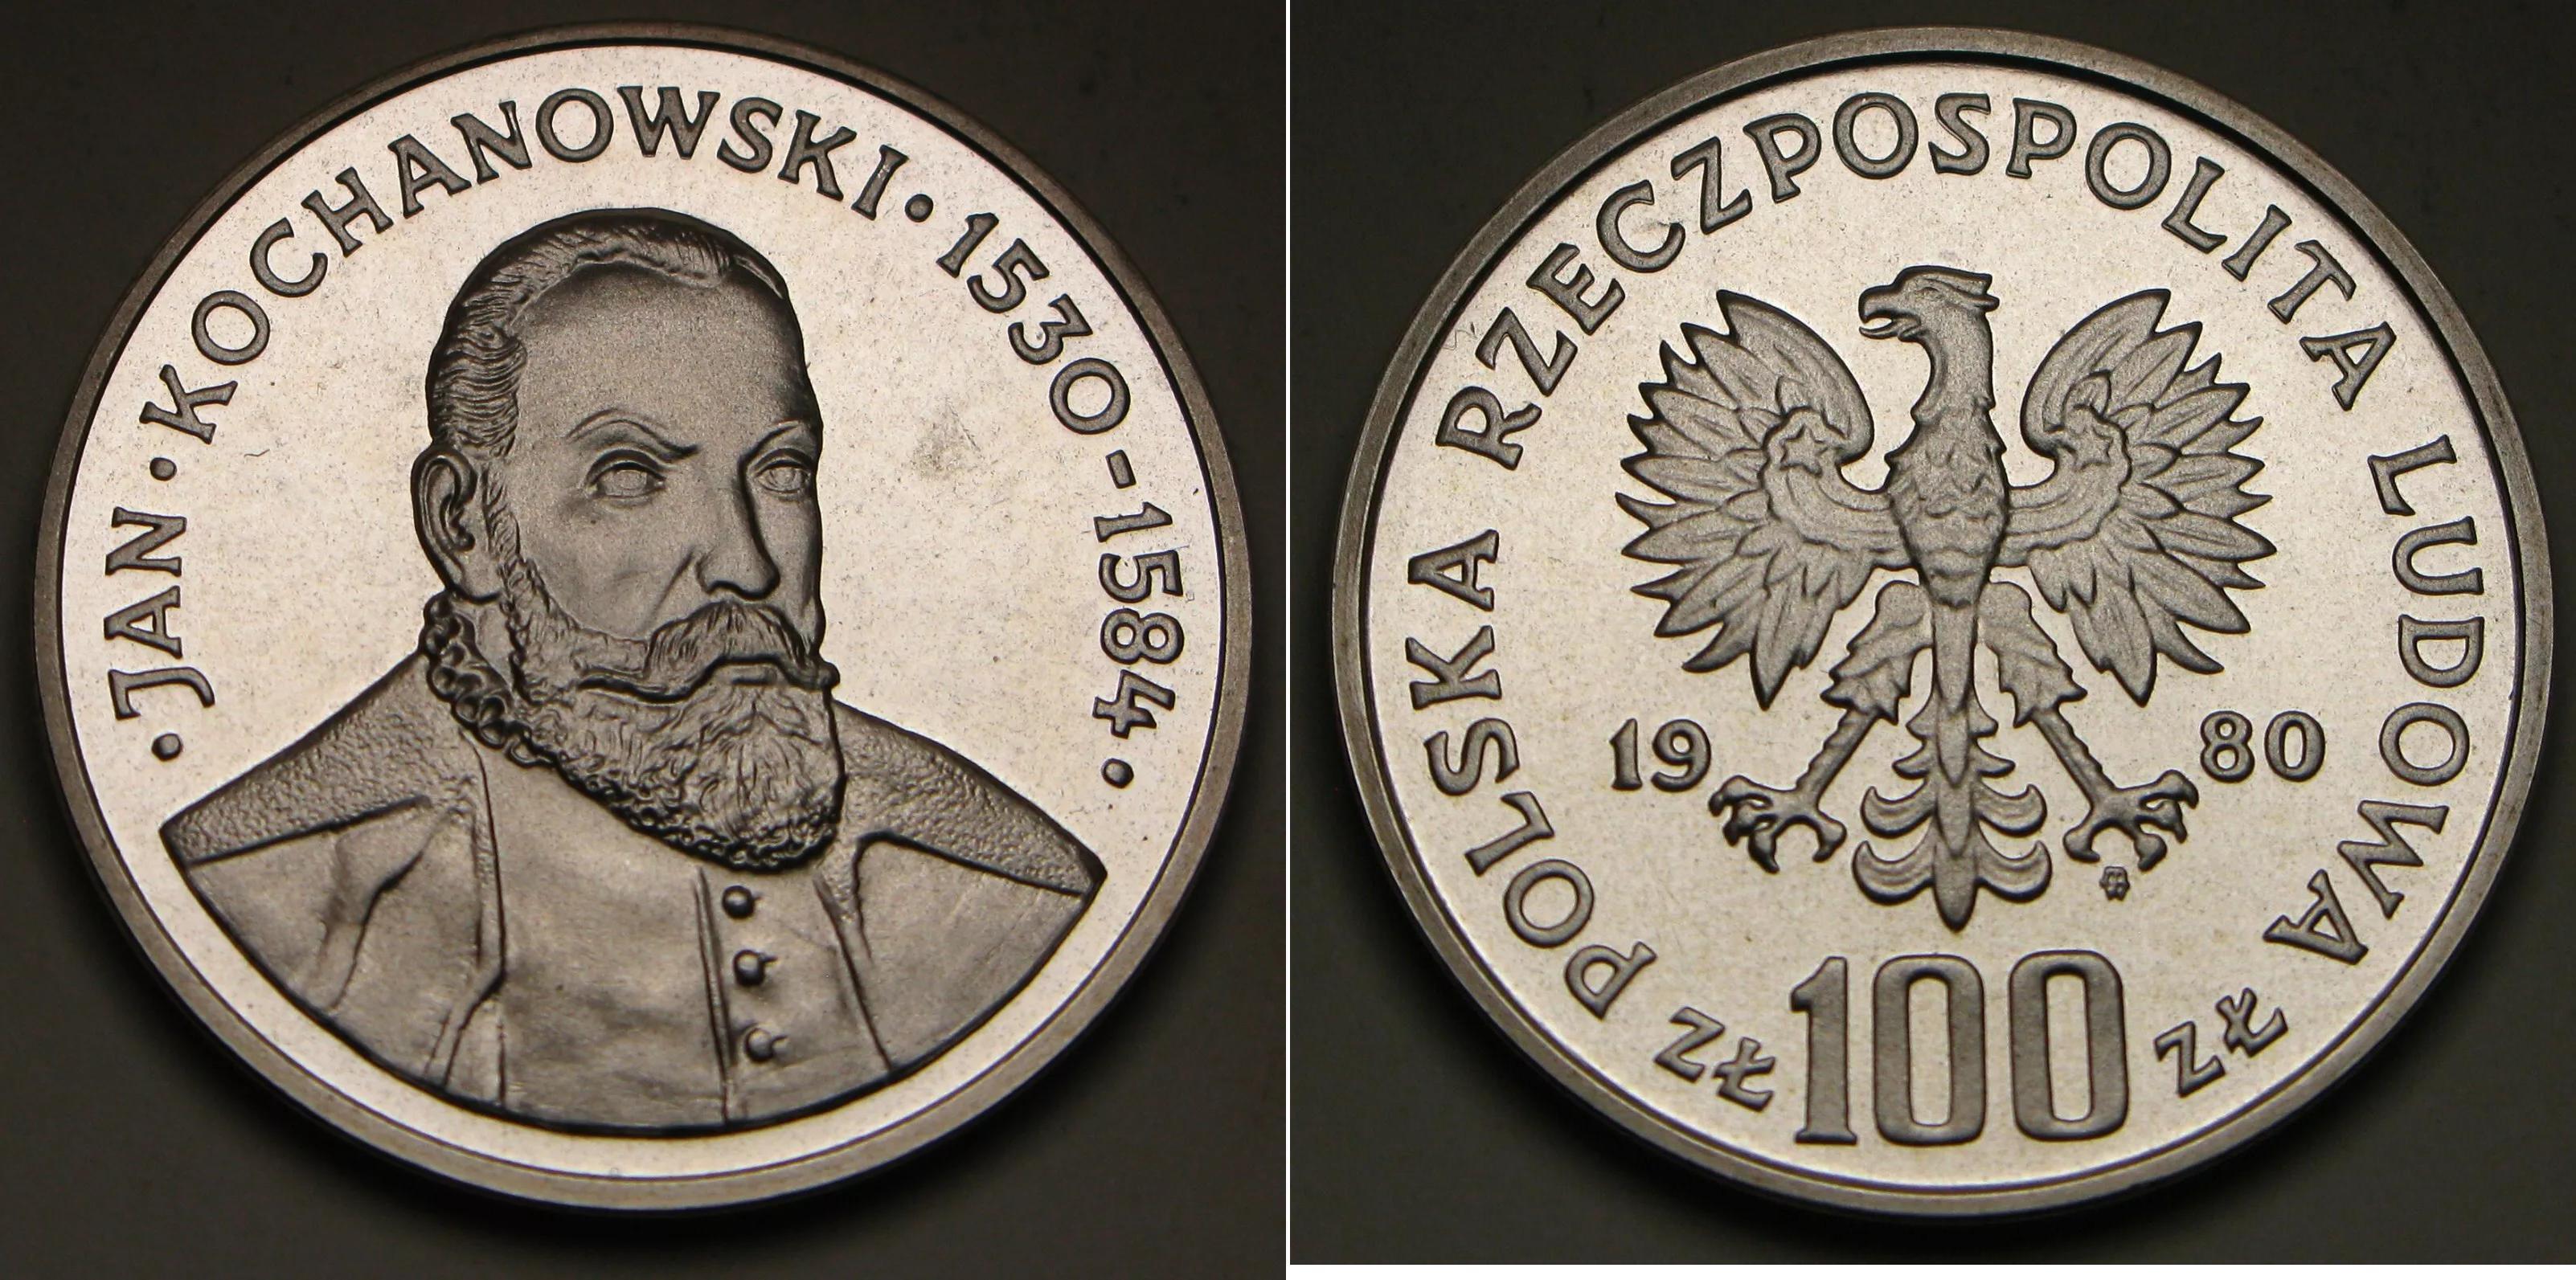 ·JAN·KOCHANOWSKI·1530-1584·
POLSKA RZECZPOSPOLITA LUDOWA
19 80
ZŁ 100 ZŁ